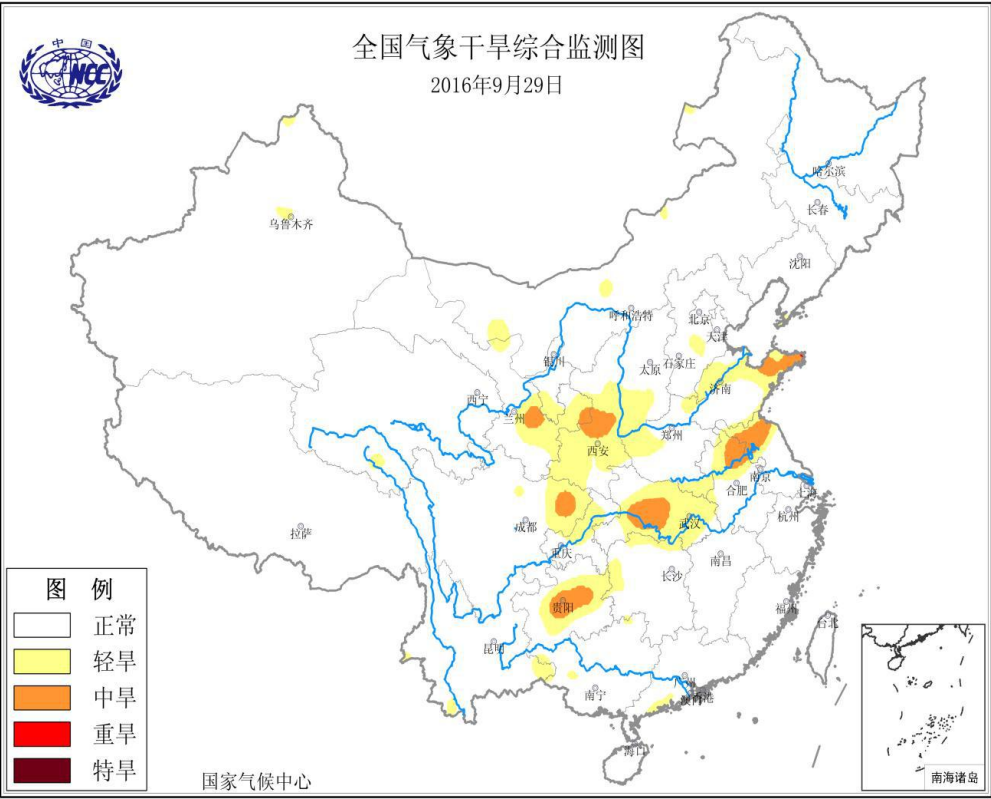 中国
NCC
全国气象干旱综合监测图
2016年9月29日
哈尔滨
长春
乌鲁木齐
沈阳
呼和浩特
北京
天津
银川
太原
石家庄
济南
西宁
兰州
郑州
西安
南京
合肥
上海
成都
武汉
杭州
拉萨
重庆
南昌
长沙
贵阳
福州
台北
昆明
广州
南宁
澳门
香港
海口
图 例
正常
轻旱
中旱
重旱
特旱
国家气候中心
南海诸岛